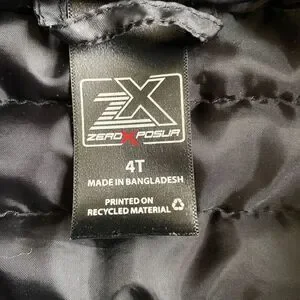 ZX
ZEROXPOSUR
4T
MADE IN BANGLADESH
PRINTED ON
RECYCLED MATERIAL